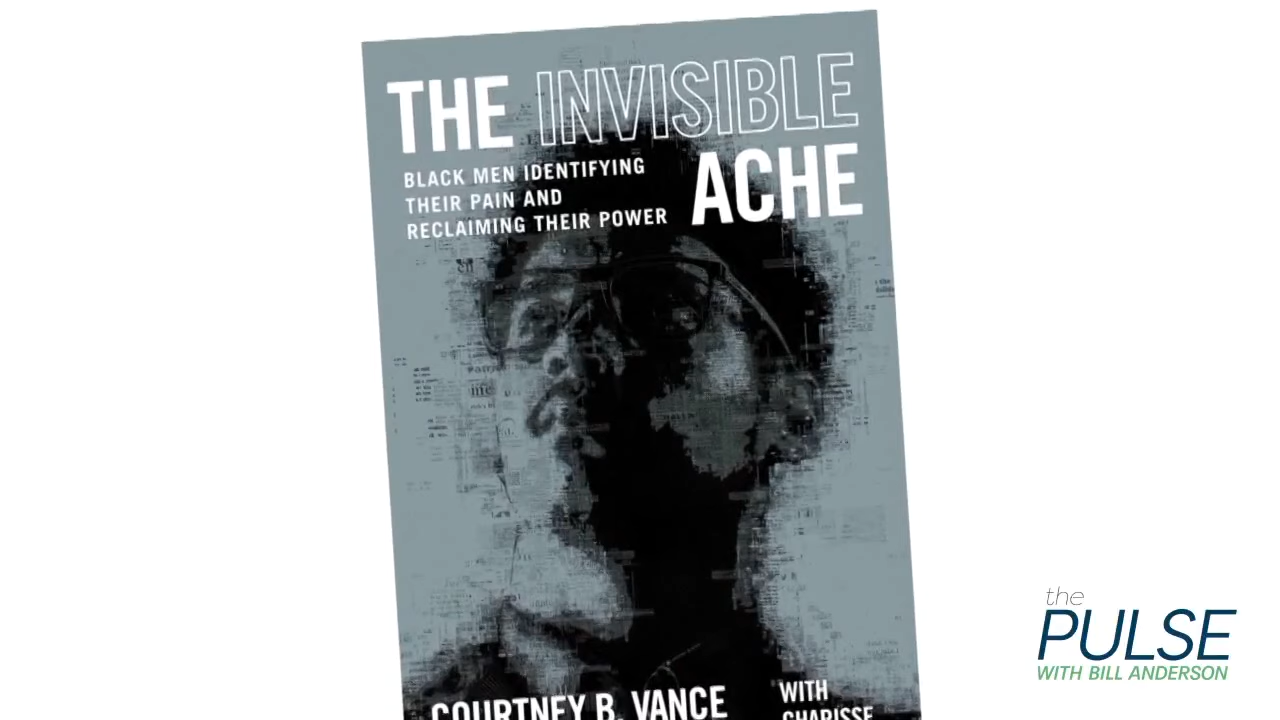 THE INVISIBLE
ACHE
BLACK MEN IDENTIFYING
THEIR PAIN AND
RECLAIMING THEIR POWER
COURTNEY B. VANCE
WITH
CHARISSE
the
PULSE
WITH BILL ANDERSON